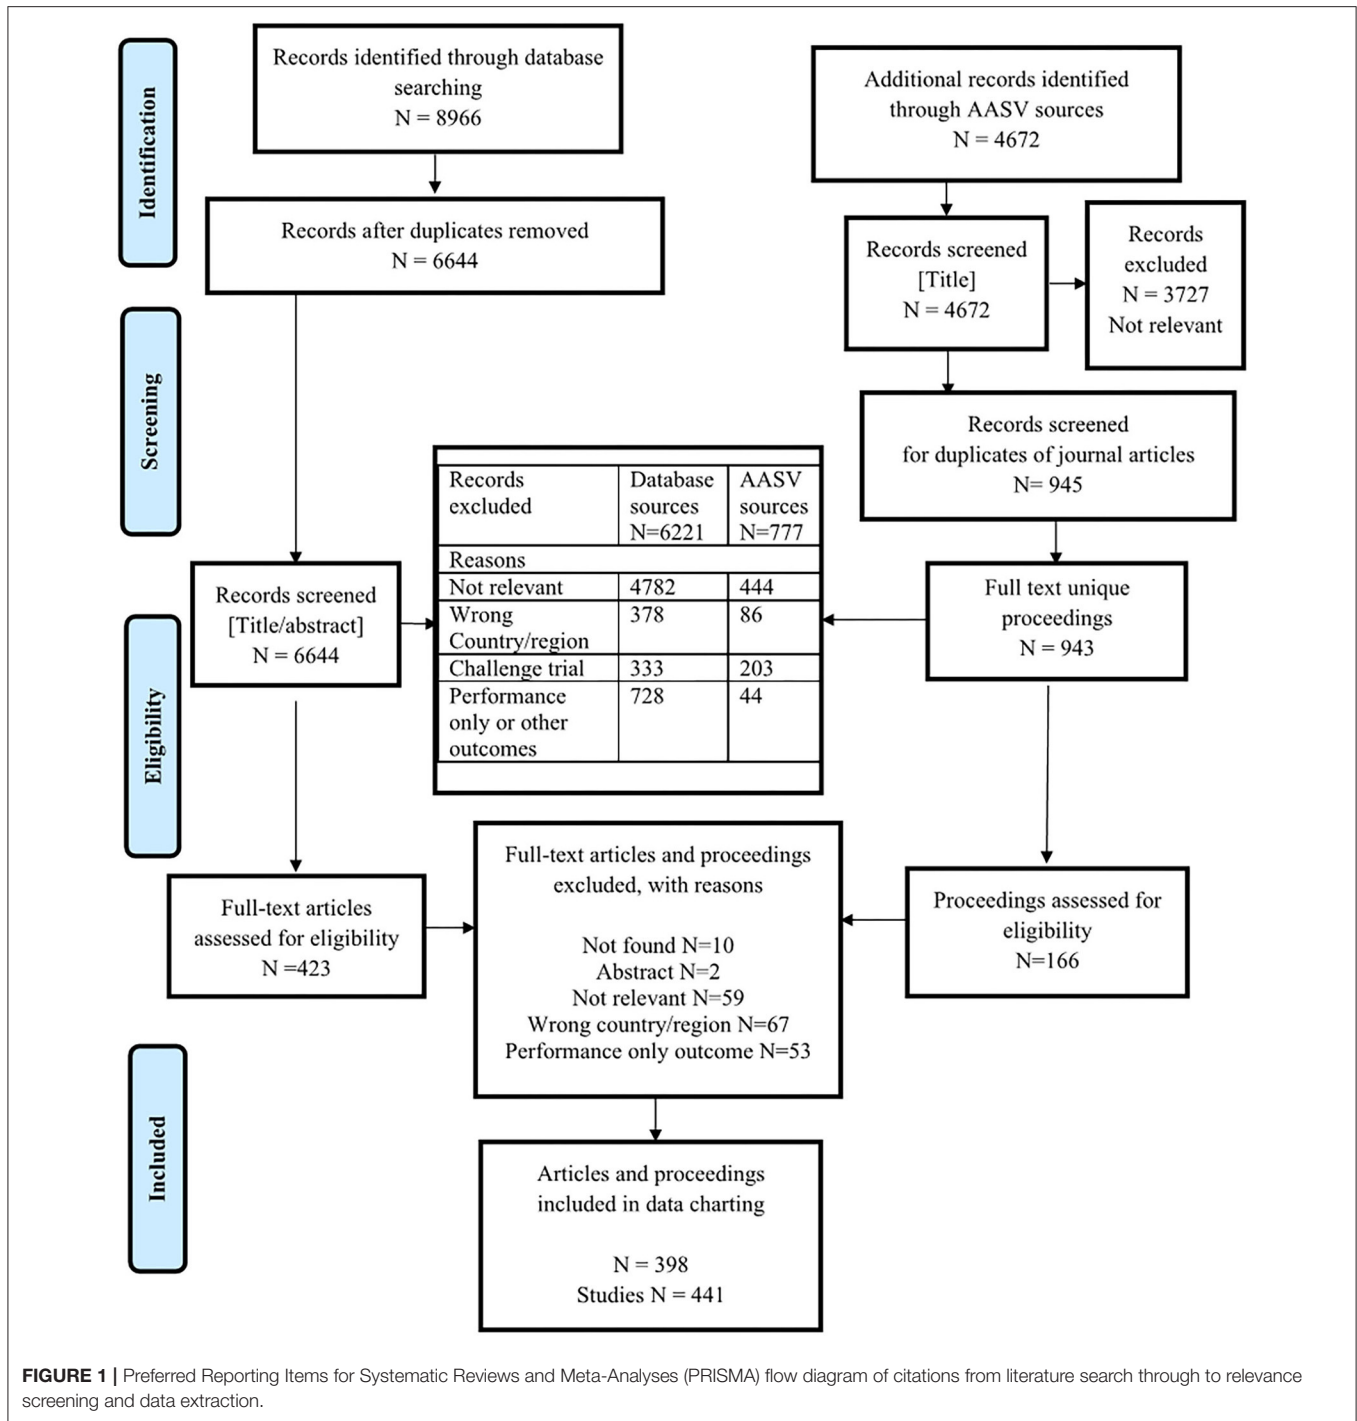 Identification
Records identified through database
searching
N = 8966
Additional records identified
through AASV sources
N = 4672
Records after duplicates removed
N = 6644
Records screened
[Title]
N = 4672
Records
excluded
N = 3727
Not relevant
Screening
Records screened
for duplicates of journal articles
N= 945
Records screened
[Title/abstract]
N = 6644
Records
excluded
Database
sources
N=6221
AASV
sources
N=777
Reasons
Not relevant 4782 444
Wrong
Country/region
378 86
Challenge trial 333 203
Performance
only or other
outcomes
728 44
Full text unique
proceedings
N = 943
Eligibility
Full-text articles
assessed for eligibility
N =423
Full-text articles and proceedings
excluded, with reasons
Not found N=10
Abstract N=2
Not relevant N=59
Wrong country/region N=67
Performance only outcome N=53
Proceedings assessed for
eligibility
N=166
Included
Articles and proceedings
included in data charting
N = 398
Studies N = 441
FIGURE 1 | Preferred Reporting Items for Systematic Reviews and Meta-Analyses (PRISMA) flow diagram of citations from literature search through to relevance
screening and data extraction.